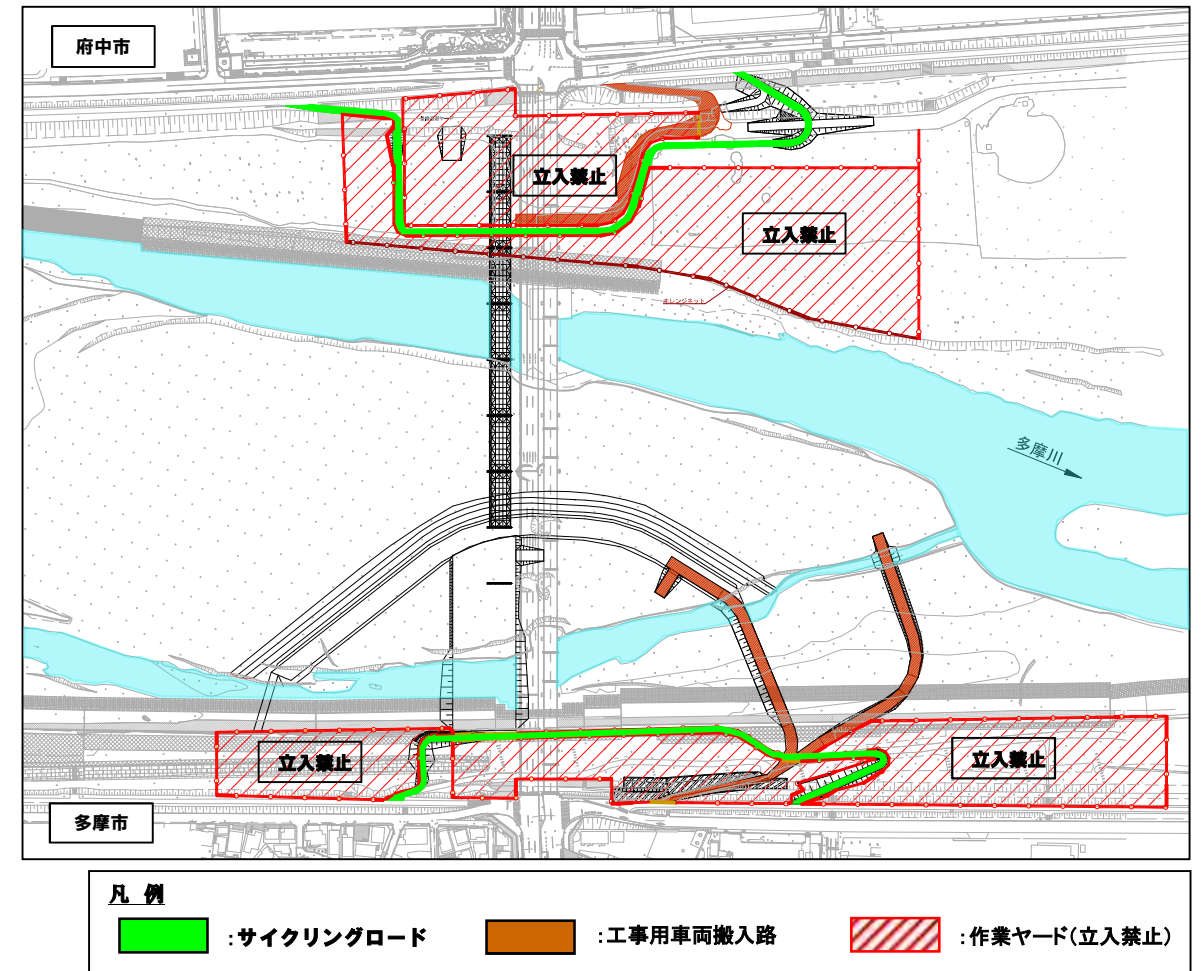 府中市
立入禁止
立入禁止
オレンジネット
多摩川
立入禁止
立入禁止
多摩市
凡 例
:サイクリングロード
:工事用車両搬入路
:作業ヤード(立入禁止)